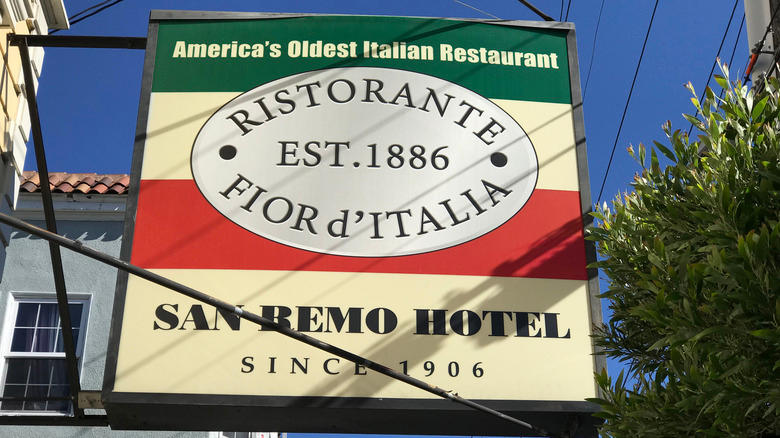 America's Oldest Italian Restaurant
RISTORANTE
EST.1886
FIOR d'ITALIA
SAN REMO HOTEL
SINCE 1906